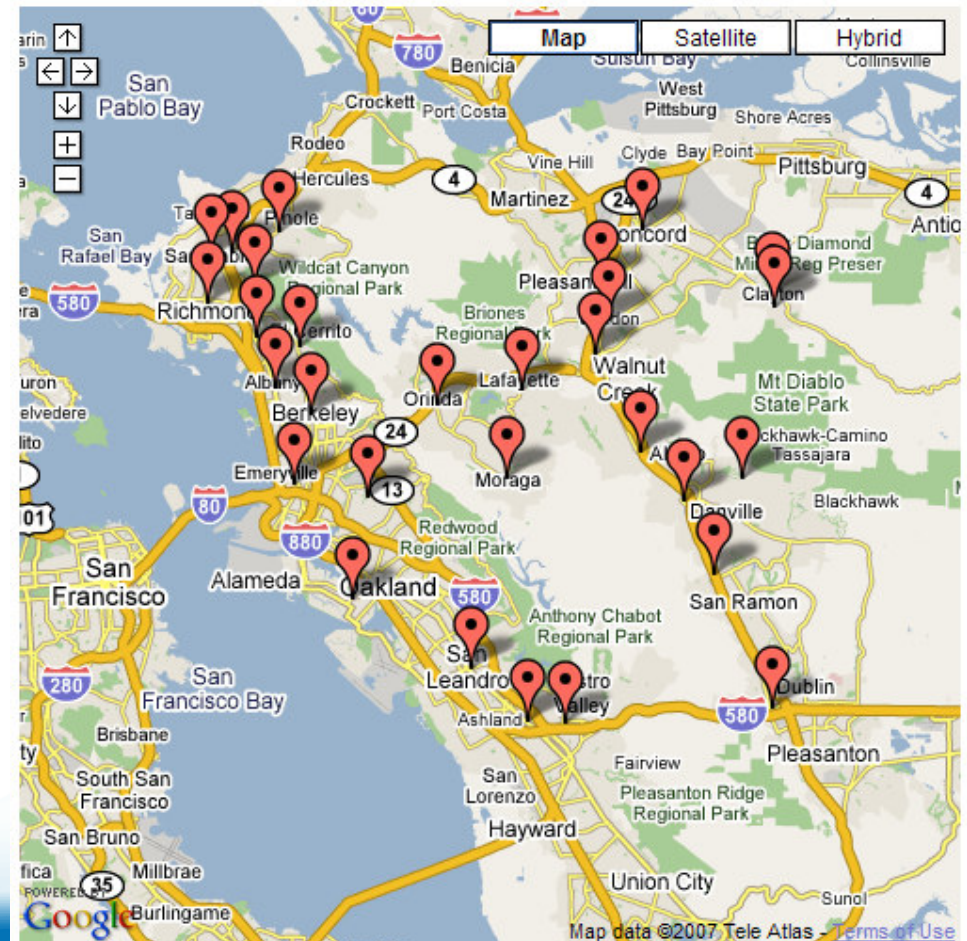 80
780
Map
Satellite
Hybrid
Benicia
Suisun Bay
Collinsville
San
Pablo Bay
Crockett
Port Costa
West
Pittsburg
Shore Acres
Rodeo
Vine Hill
Clyde
Bay Point
Pittsburg
Hercules
4
Martinez
4
Pinole
San
Rafael Bay
Wildcat Canyon
Regional Park
580
Richmond
Briones
Regional Park
Clayton
Albany
Berkeley
Orinda
Lafayette
Walnut
Creek
Mt Diablo
State Park
24
Tassajara
Emeryville
Moraga
13
Blackhawk
80
Danville
880
Redwood
Regional Park
San
Francisco
Alameda
Oakland
580
San Ramon
Anthony Chabot
Regional Park
280
San
Francisco Bay
San
Leandro
Valley
Dublin
Ashland
580
Brisbane
Pleasanton
South San
Francisco
San
Lorenzo
Fairview
Pleasanton Ridge
Regional Park
San Bruno
Hayward
Millbrae
35
POWERED BY
Google
Burlingame
Union City
Sunol
Map data ©2007 Tele Atlas - Terms of Use